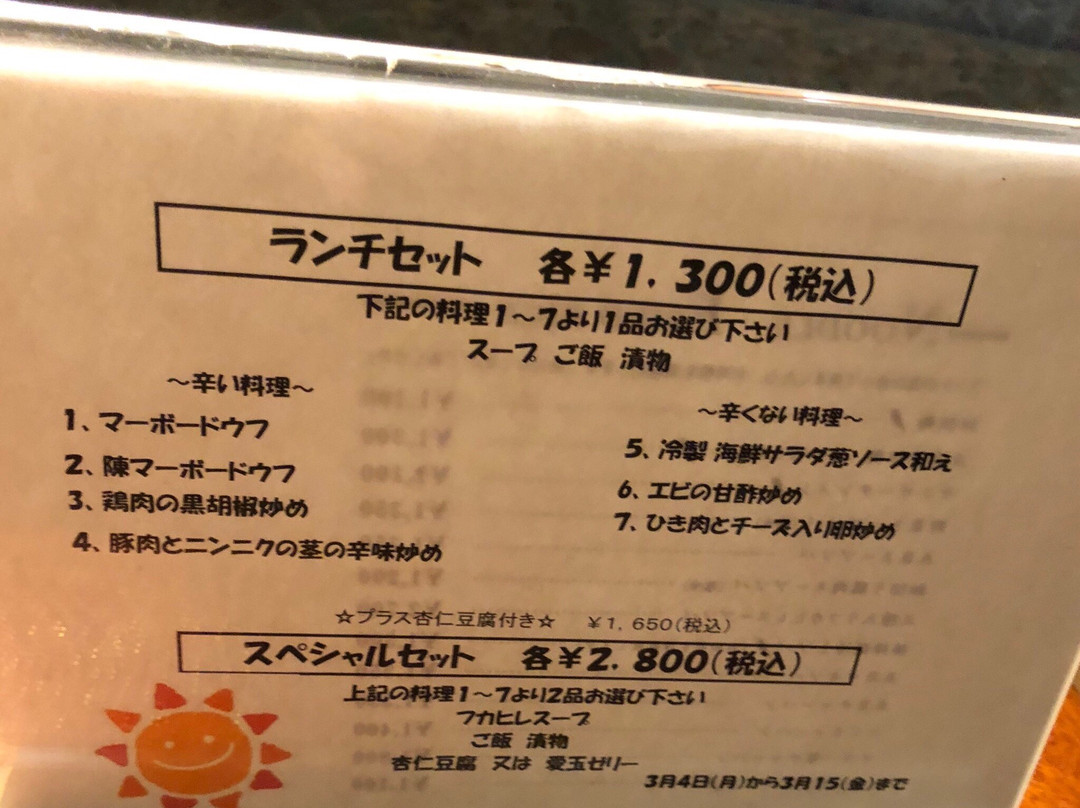 ランチセット 各¥1,300(税込)
下記の料理1～7より1品お選び下さい
スープ ご飯 漬物
～辛い料理～
1、マーボードウフ
2、陳マーボードウフ
3、鶏肉の黒胡椒炒め
4、豚肉とニンニクの茎の辛味炒め
～辛くない料理～
5、冷製 海鮮サラダ葱ソース和え
6、エビの甘酢炒め
7、ひき肉とチーズ入り卵炒め
☆プラス杏仁豆腐付き☆ ¥1,650(税込)
スペシャルセット 各¥2,800(税込)
上記の料理1～7より2品お選び下さい
フカヒレスープ
ご飯 漬物
杏仁豆腐 又は 愛玉ゼリー
3月4日(月)から3月15(金)まで